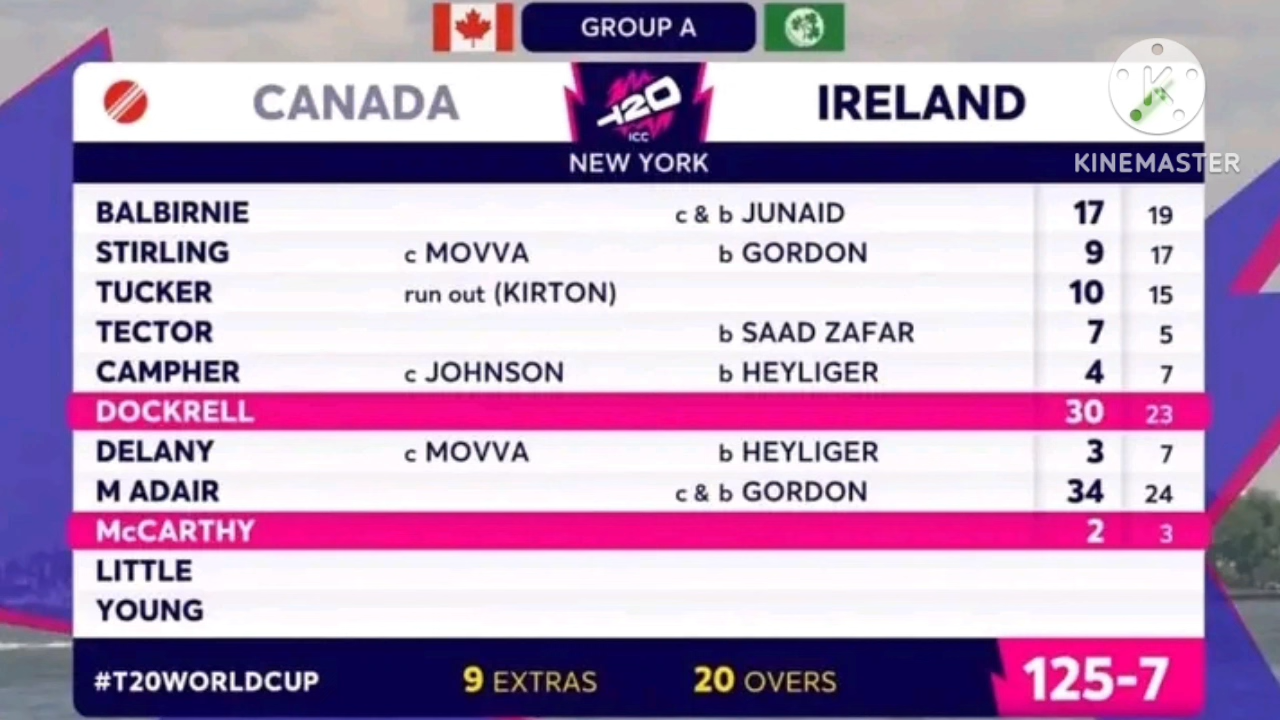 GROUP A
CANADA T20 IRELAND
ICC
NEW YORK
K
KINEMASTER
BALBIRNIE c & b JUNAID 17 19
STIRLING c MOVVA b GORDON 9 17
TUCKER run out (KIRTON) 10 15
TECTOR b SAAD ZAFAR 7 5
CAMPHER c JOHNSON b HEYLIGER 4 7
DOCKRELL 30 23
DELANY c MOVVA b HEYLIGER 3 7
M ADAIR c & b GORDON 34 24
McCARTHY 2 3
LITTLE
YOUNG
#T20WORLDCUP 9 EXTRAS 20 OVERS 125-7